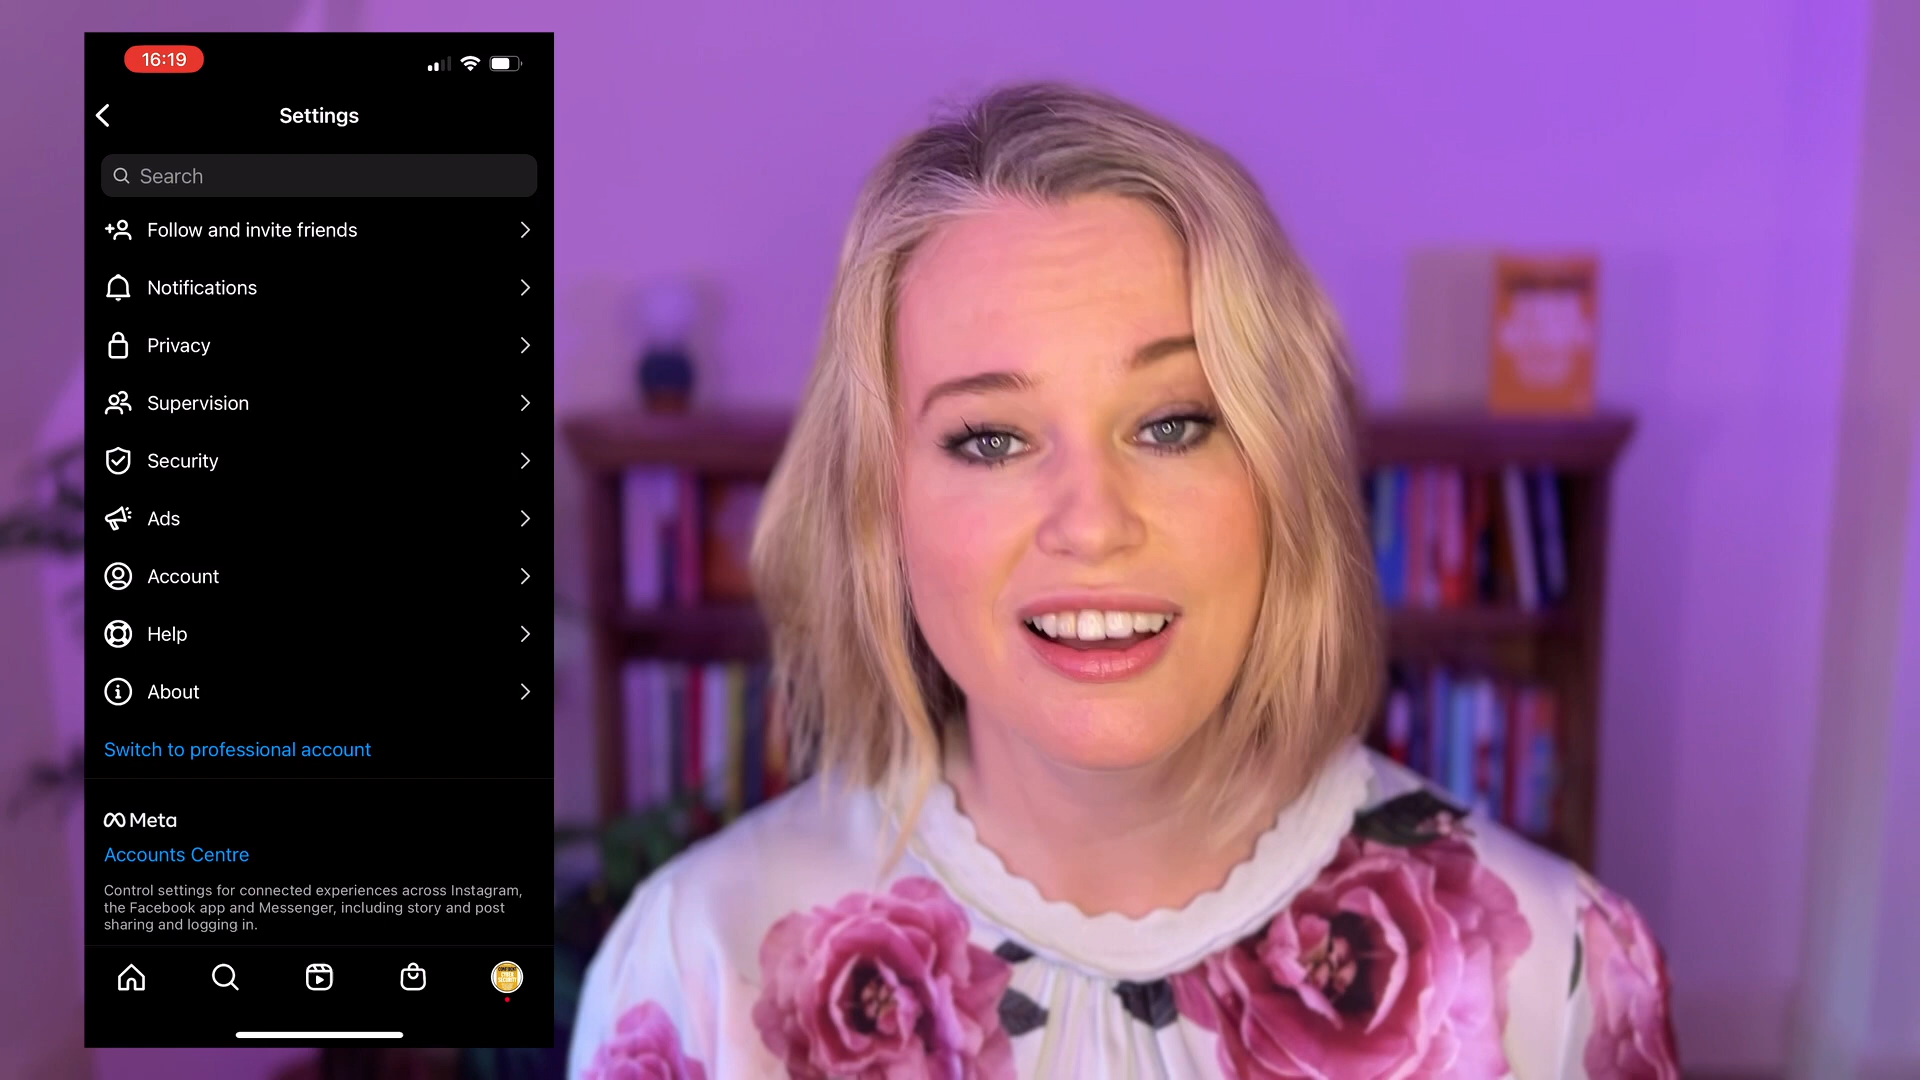 16:19
Settings
Search
Follow and invite friends
Notifications
Privacy
Supervision
Security
Ads
Account
Help
About
Switch to professional account
Meta
Accounts Centre
Control settings for connected experiences across Instagram,
the Facebook app and Messenger, including story and post
sharing and logging in.